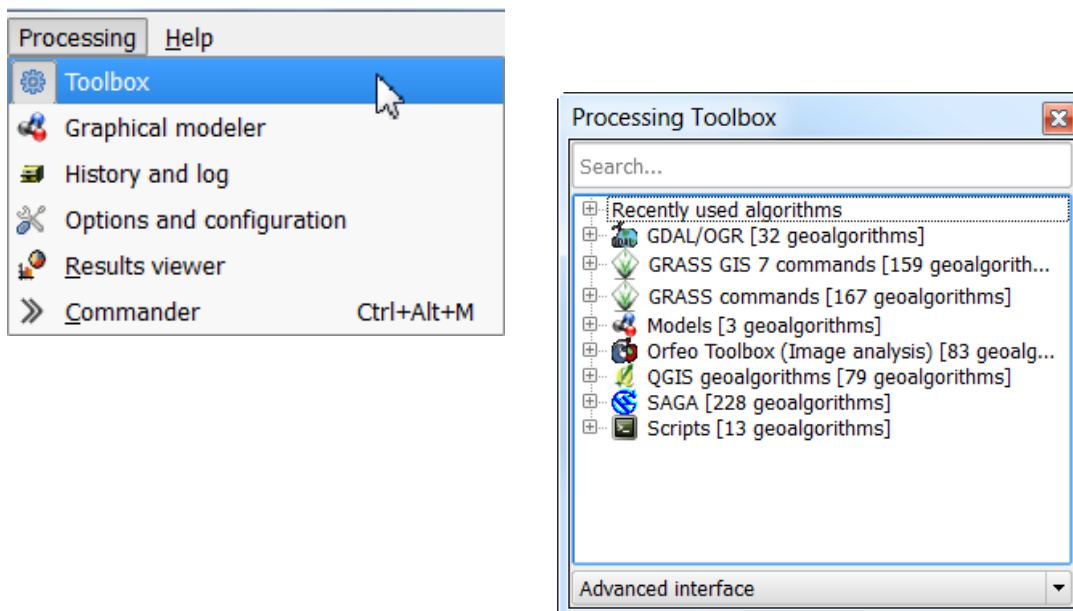 Processing Help
Toolbox
Graphical modeler
History and log
Options and configuration
Results viewer
Commander Ctrl+Alt+M
Processing Toolbox
Search...
Recently used algorithms
GDAL/OGR [32 geoalgorithms]
GRASS GIS 7 commands [159 geoalgorith...
GRASS commands [167 geoalgorithms]
Models [3 geoalgorithms]
Orfeo Toolbox (Image analysis) [83 geoalg...
QGIS geoalgorithms [79 geoalgorithms]
SAGA [228 geoalgorithms]
Scripts [13 geoalgorithms]
Advanced interface